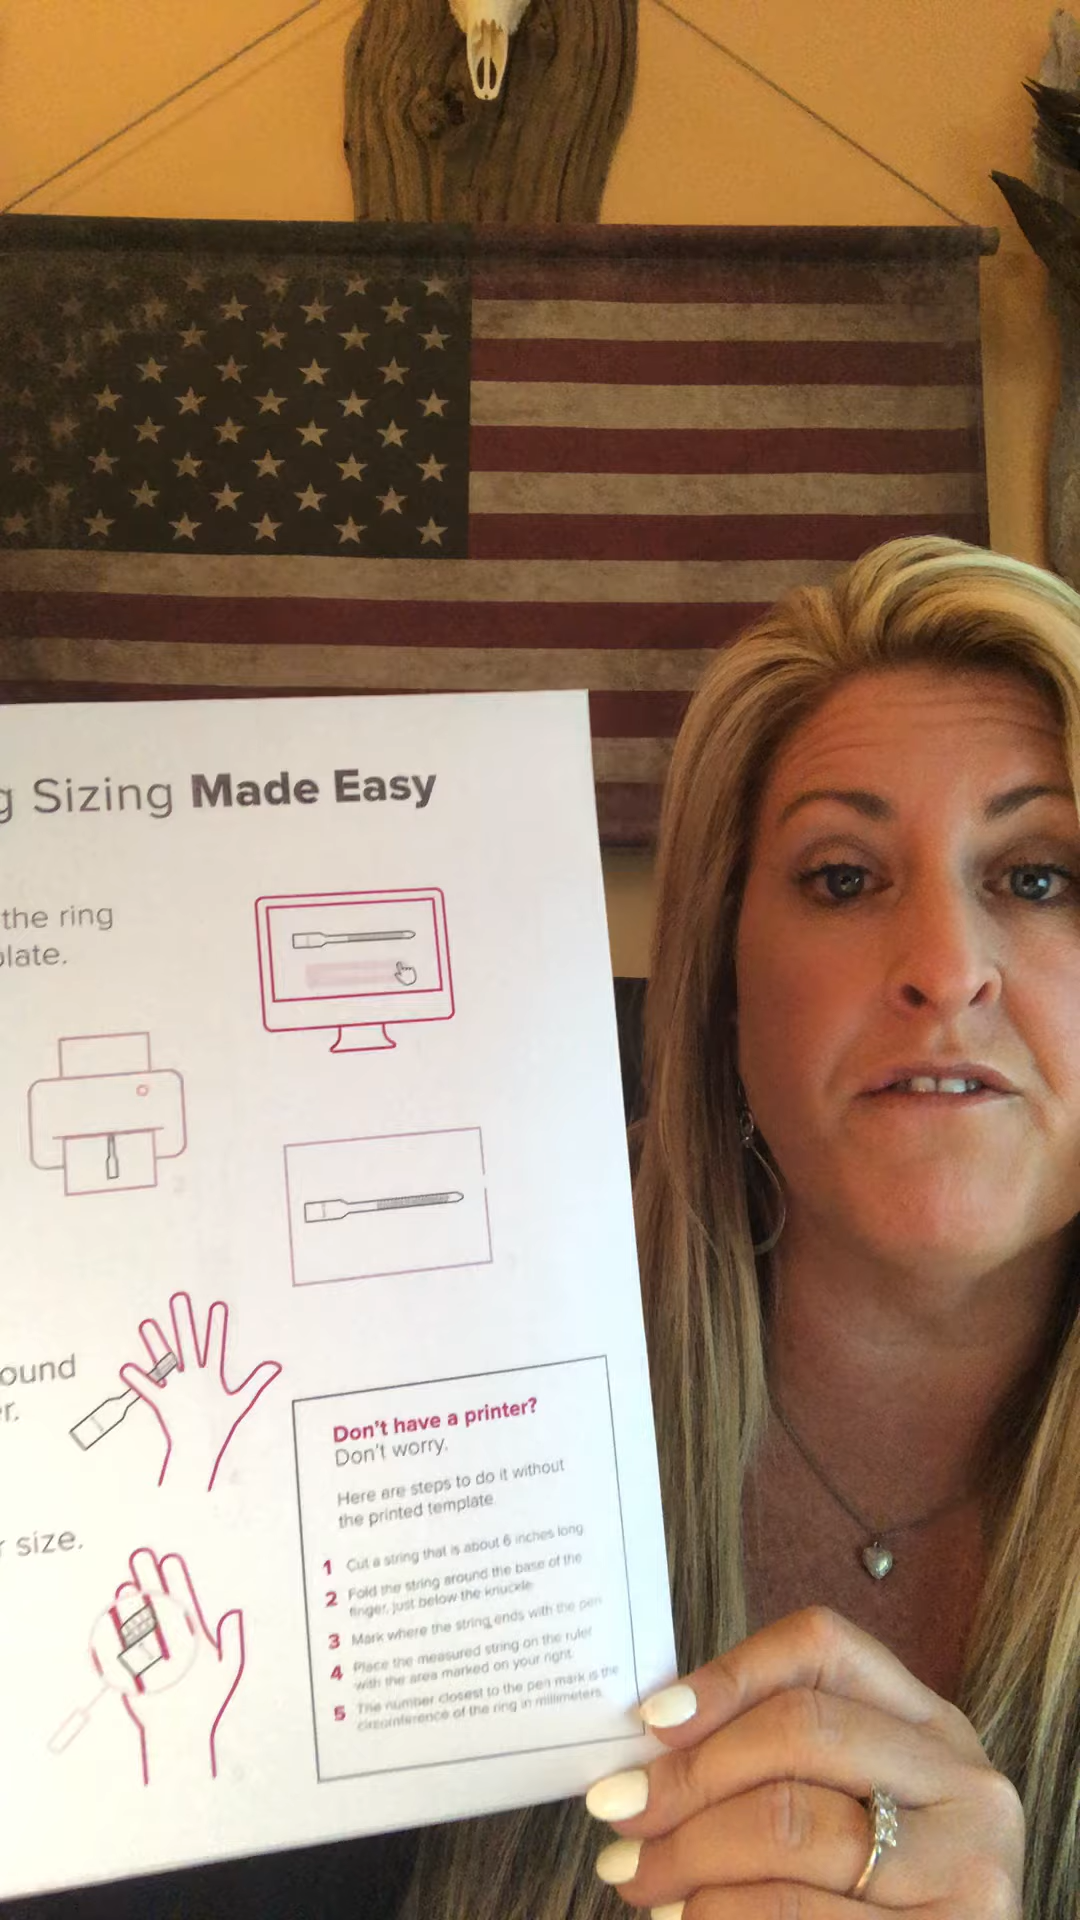 g Sizing Made Easy
the ring
plate.
ound
r.
r size.
Don't have a printer?
Don't worry.
Here are steps to do it without
the printed template.
1 Cut a string that is about 6 inches long.
2 Fold the string around the base of the
finger, just below the knuckle.
3 Mark where the string ends with the pen.
4 Place the measured string on the ruler
with the area marked on your right.
5 The number closest to the pen mark is the
circumference of the ring in millimeters.